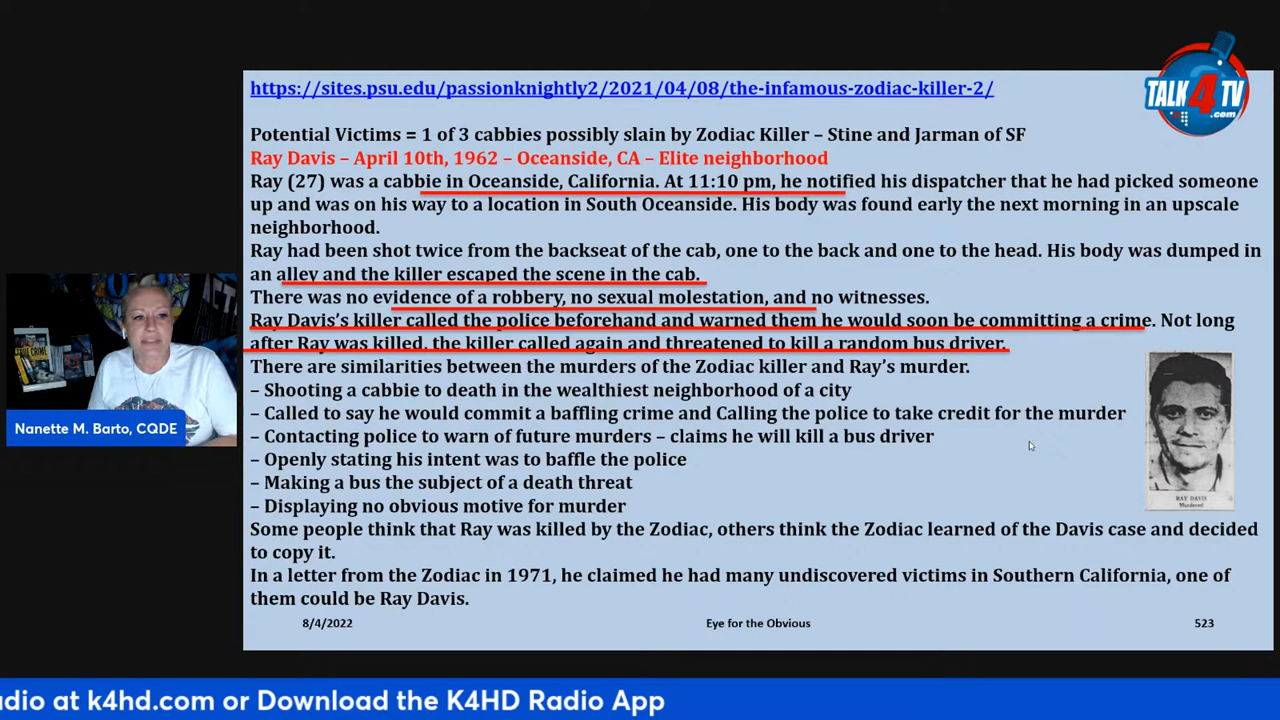 https://sites.psu.edu/passionknightly2/2021/04/08/the-infamous-zodiac-killer-2/
TALK 4 TV
.com
Potential Victims = 1 of 3 cabbies possibly slain by Zodiac Killer – Stine and Jarman of SF
Ray Davis – April 10th, 1962 – Oceanside, CA – Elite neighborhood
Ray (27) was a cabbie in Oceanside, California. At 11:10 pm, he notified his dispatcher that he had picked someone
up and was on his way to a location in South Oceanside. His body was found early the next morning in an upscale
neighborhood.
Ray had been shot twice from the backseat of the cab, one to the back and one to the head. His body was dumped in
an alley and the killer escaped the scene in the cab.
There was no evidence of a robbery, no sexual molestation, and no witnesses.
Ray Davis's killer called the police beforehand and warned them he would soon be committing a crime. Not long
after Ray was killed, the killer called again and threatened to kill a random bus driver.
There are similarities between the murders of the Zodiac killer and Ray's murder.
– Shooting a cabbie to death in the wealthiest neighborhood of a city
– Called to say he would commit a baffling crime and Calling the police to take credit for the murder
– Contacting police to warn of future murders – claims he will kill a bus driver
– Openly stating his intent was to baffle the police
– Making a bus the subject of a death threat
– Displaying no obvious motive for murder
Some people think that Ray was killed by the Zodiac, others think the Zodiac learned of the Davis case and decided
to copy it.
In a letter from the Zodiac in 1971, he claimed he had many undiscovered victims in Southern California, one of
them could be Ray Davis.
RAY DAVIS
Murdered
8/4/2022
Eye for the Obvious
523
Nanette M. Barto, CQDE
adio at k4hd.com or Download the K4HD Radio App